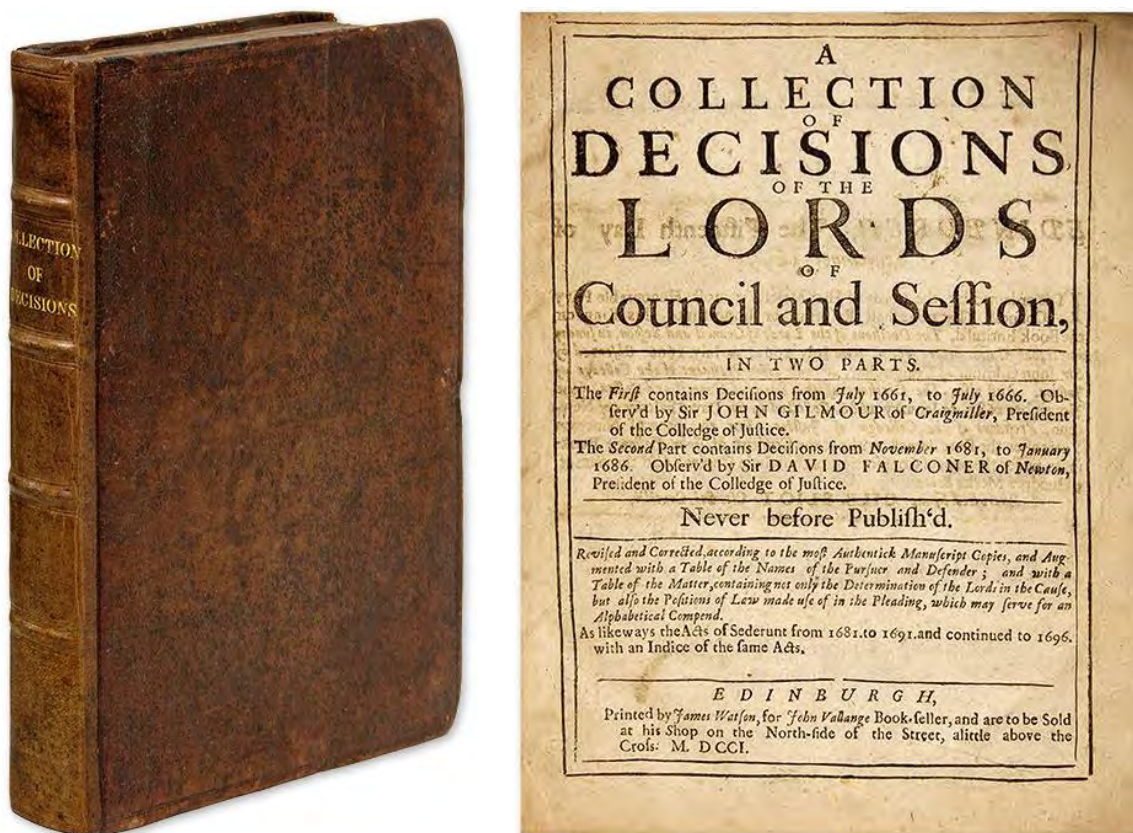 OLLECTION
OF
DECISIONS
A
COLLECTION
OF
DECISIONS
OF THE
LORDS
OF
Council and Seſſion,
IN TWO PARTS.
The Firſt contains Deciſions from July 1661, to July 1666. Ob-
ſerv'd by Sir JOHN GILMOUR of Craigmiller, Preſident
of the Colledge of Juſtice.
The Second Part contains Deciſions from November 1681, to January
1686. Obſerv'd by Sir DAVID FALCONER of Newton,
Preſident of the Colledge of Juſtice.
Never before Publiſh‘d.
Reviſed and Corrected, according to the moſt Authentick Manuſcript Copies, and Aug-
mented with a Table of the Names of the Purſuer and Defender; and with a
Table of the Matter, containing not only the Determination of the Lords in the Cauſe,
but alſo the Poſitions of Law made uſe of in the Pleading, which may ſerve for an
Alphabetical Compend.
As likeways the Acts of Sederunt from 1681. to 1691. and continued to 1696.
with an Indice of the ſame Acts.
EDINBURGH,
Printed by James Watſon, for John Vallange Book-ſeller, and are to be Sold
at his Shop on the North-ſide of the Street, alittle above the
Croſs: M. DCCI.